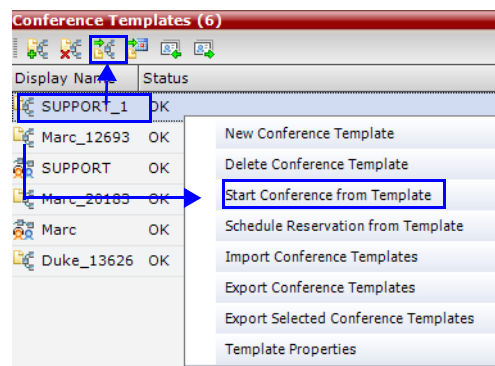 Conference Templates (6)
Display Name Status
SUPPORT_1 OK
Marc_12693 OK
SUPPORT OK
Marc_20183 OK
Marc OK
Duke_13626 OK
New Conference Template
Delete Conference Template
Start Conference from Template
Schedule Reservation from Template
Import Conference Templates
Export Conference Templates
Export Selected Conference Templates
Template Properties